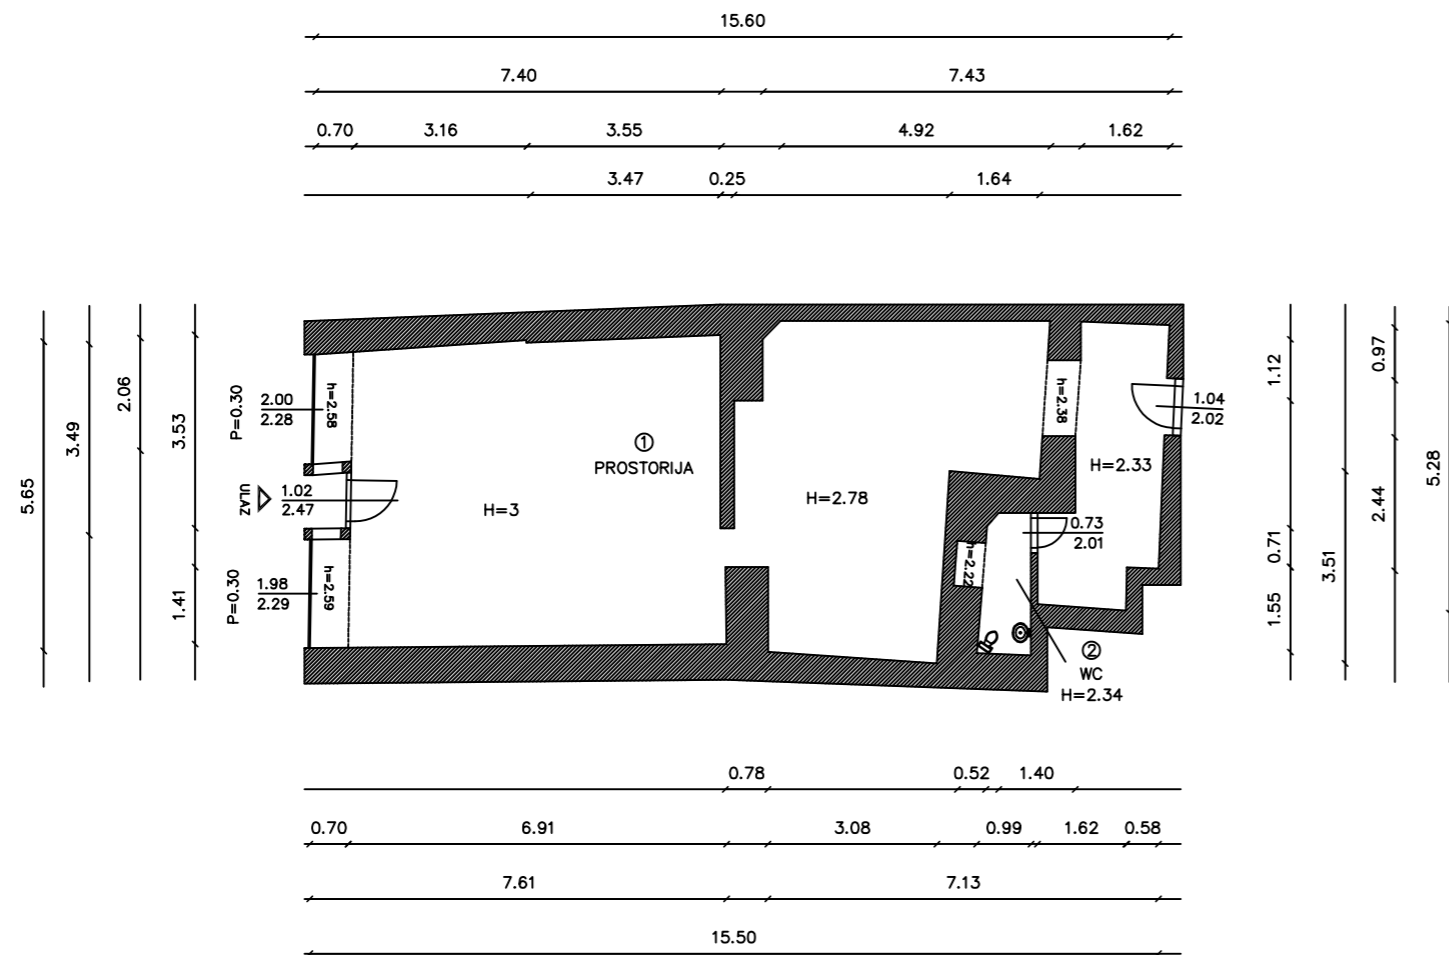 15.60
7.40 7.43
0.70 3.16 3.55 4.92 1.62
3.47 0.25 1.64
5.65
3.49
2.06
3.53
1.41
P=0.30
2.00
2.28
h=2.58
ULAZ
1.02
2.47
P=0.30
1.98
2.29
h=2.59
H=3
1
PROSTORIJA
H=2.78
h=2.38
H=2.33
1.04
2.02
0.73
2.01
h=2.22
2
WC
H=2.34
1.12
0.71
1.55
3.51
0.97
2.44
5.28
0.78 0.52 1.40
0.70 6.91 3.08 0.99 1.62 0.58
7.61 7.13
15.50